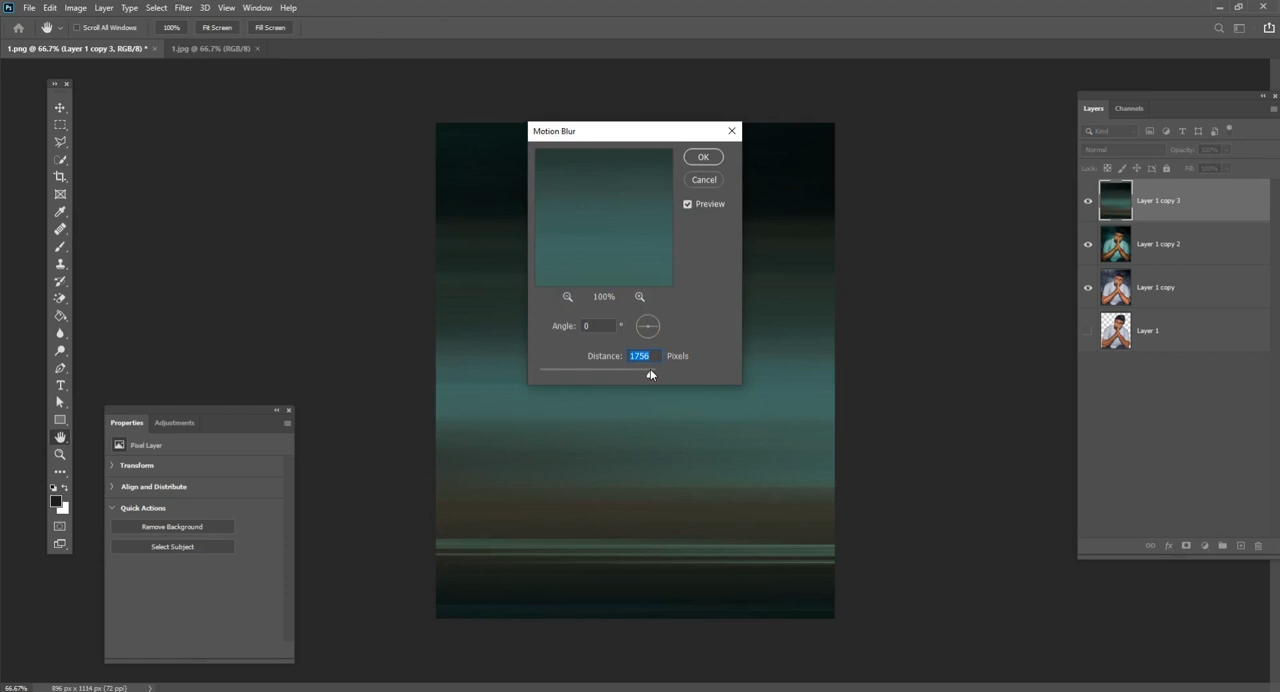 Ps File Edit Image Layer Type Select Filter 3D View Window Help
Scroll All Windows 100% Fit Screen Fill Screen
1.png @ 66.7% (Layer 1 copy 3, RGB/8) * × 1.jpg @ 66.7% (RGB/8) ×
Motion Blur
OK
Cancel
Preview
100%
Angle: 0 °
Distance: 1756 Pixels
Layers Channels
Kind
Normal Opacity: 100%
Lock: Fill: 100%
Layer 1 copy 3
Layer 1 copy 2
Layer 1 copy
Layer 1
fx
Properties Adjustments
Pixel Layer
Transform
Align and Distribute
Quick Actions
Remove Background
Select Subject
66.67% 896 px x 1114 px (72 ppi)